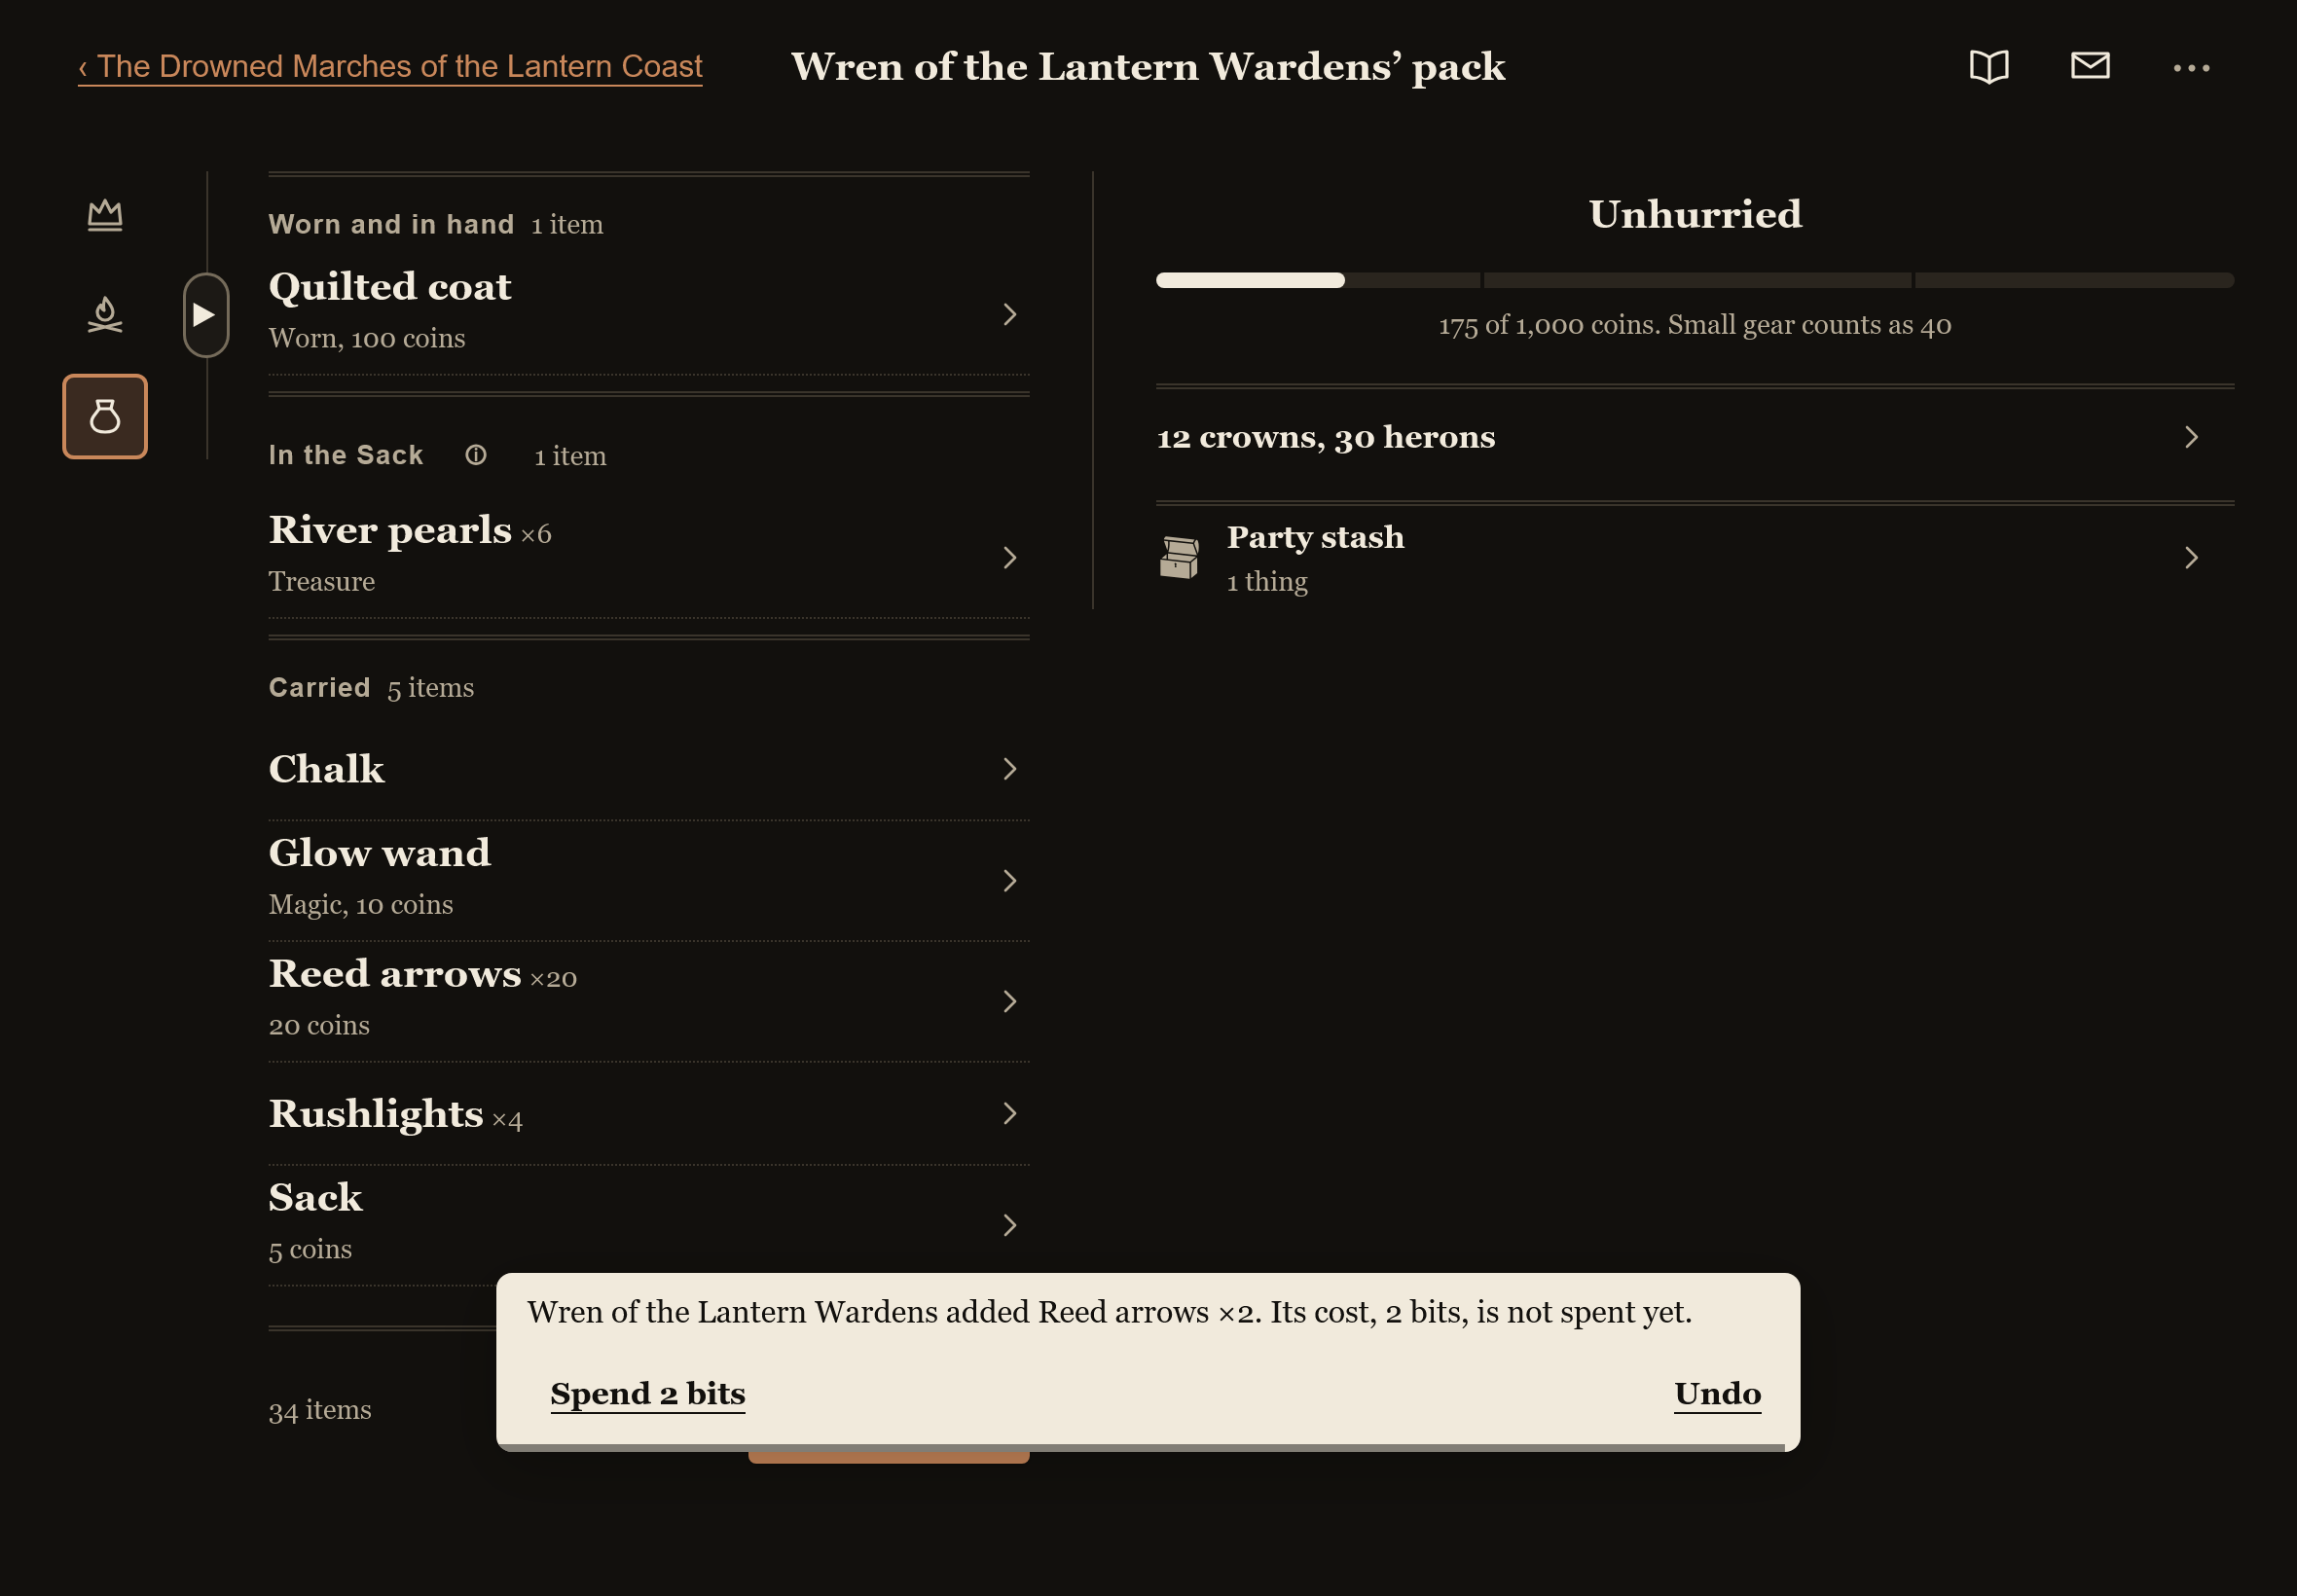 ‹ The Drowned Marches of the Lantern Coast
Wren of the Lantern Wardens’ pack
Worn and in hand 1 item
Quilted coat
Worn, 100 coins
In the Sack 1 item
River pearls ×6
Treasure
Carried 5 items
Chalk
Glow wand
Magic, 10 coins
Reed arrows ×20
20 coins
Rushlights ×4
Sack
5 coins
34 items
Unhurried
175 of 1,000 coins. Small gear counts as 40
12 crowns, 30 herons
Party stash
1 thing
Wren of the Lantern Wardens added Reed arrows ×2. Its cost, 2 bits, is not spent yet.
Spend 2 bits
Undo